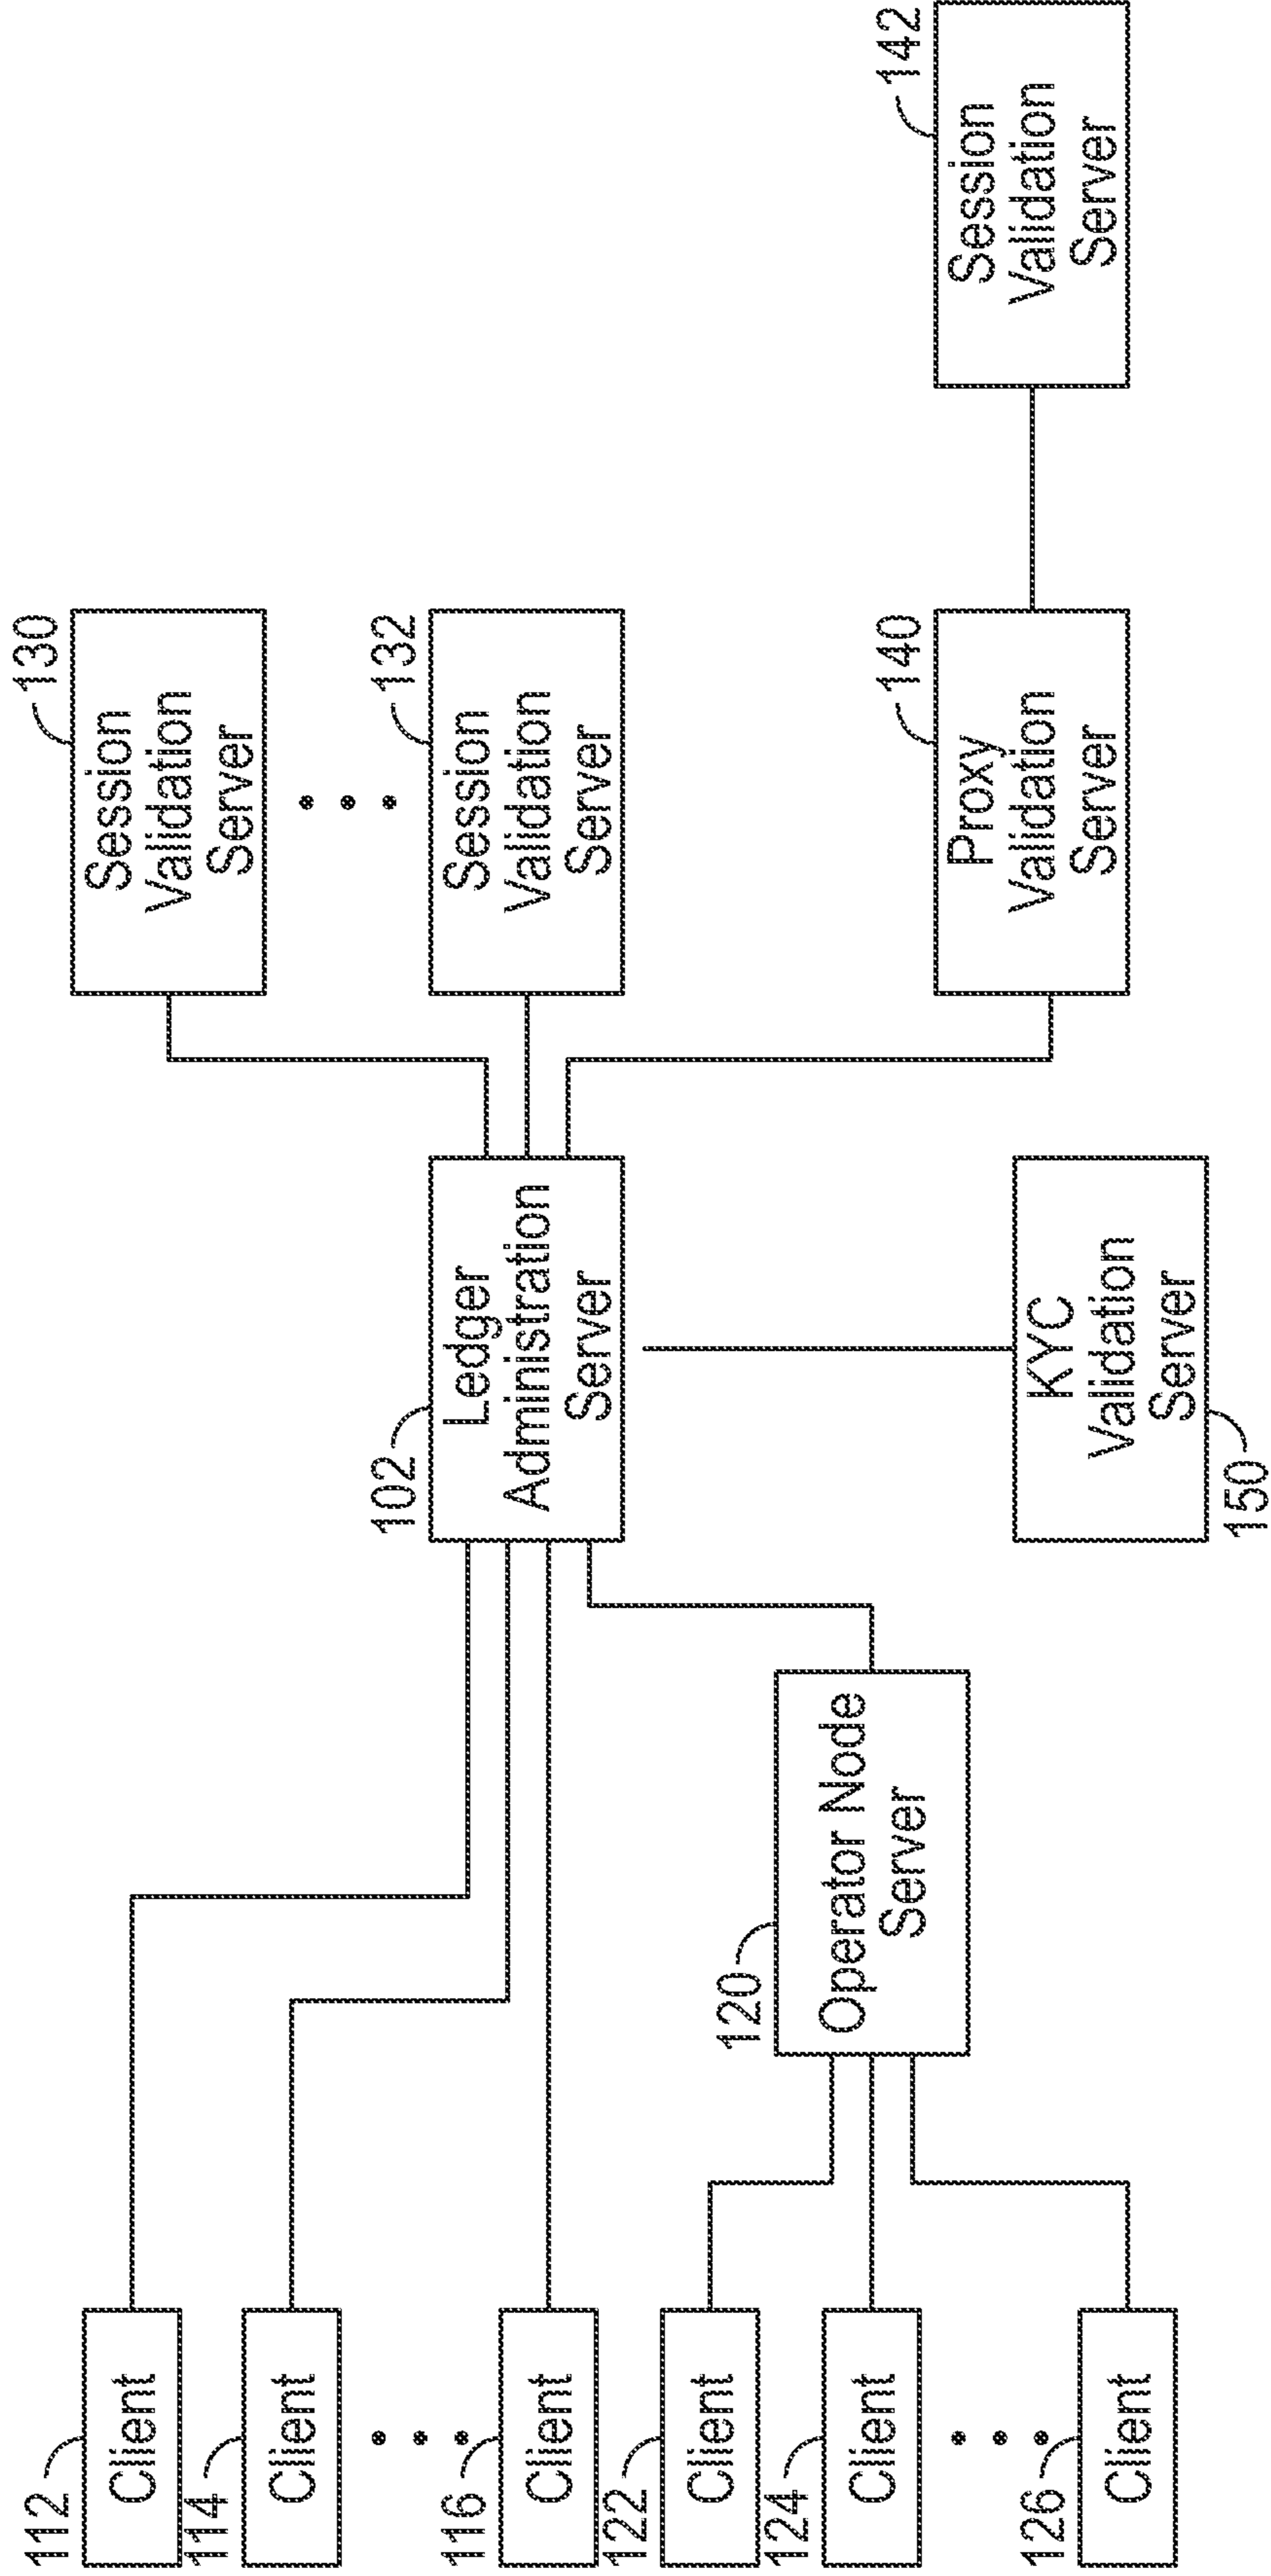 112
Client
114
Client
116
Client
122
Client
124
Client
126
Client
120
Operator Node
Server
102
Ledger
Administration
Server
150
KYC
Validation
Server
130
Session
Validation
Server
132
Session
Validation
Server
140
Proxy
Validation
Server
142
Session
Validation
Server